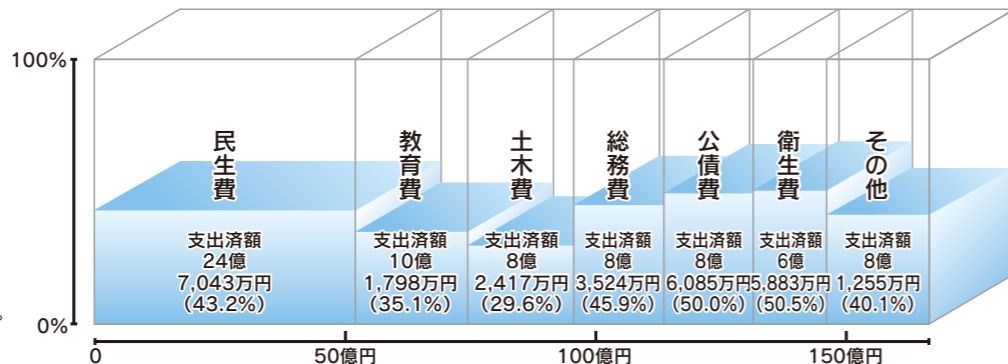 100%
民生費
教育費
土木費
総務費
公債費
衛生費
その他
支出済額
24億
7,043万円
(43.2%)
支出済額
10億
1,798万円
(35.1%)
支出済額
8億
2,417万円
(29.6%)
支出済額
8億
3,524万円
(45.9%)
支出済額
8億
6,085万円
(50.0%)
支出済額
6億
5,883万円
(50.5%)
支出済額
8億
1,255万円
(40.1%)
。
0%
0
50億円
100億円
150億円